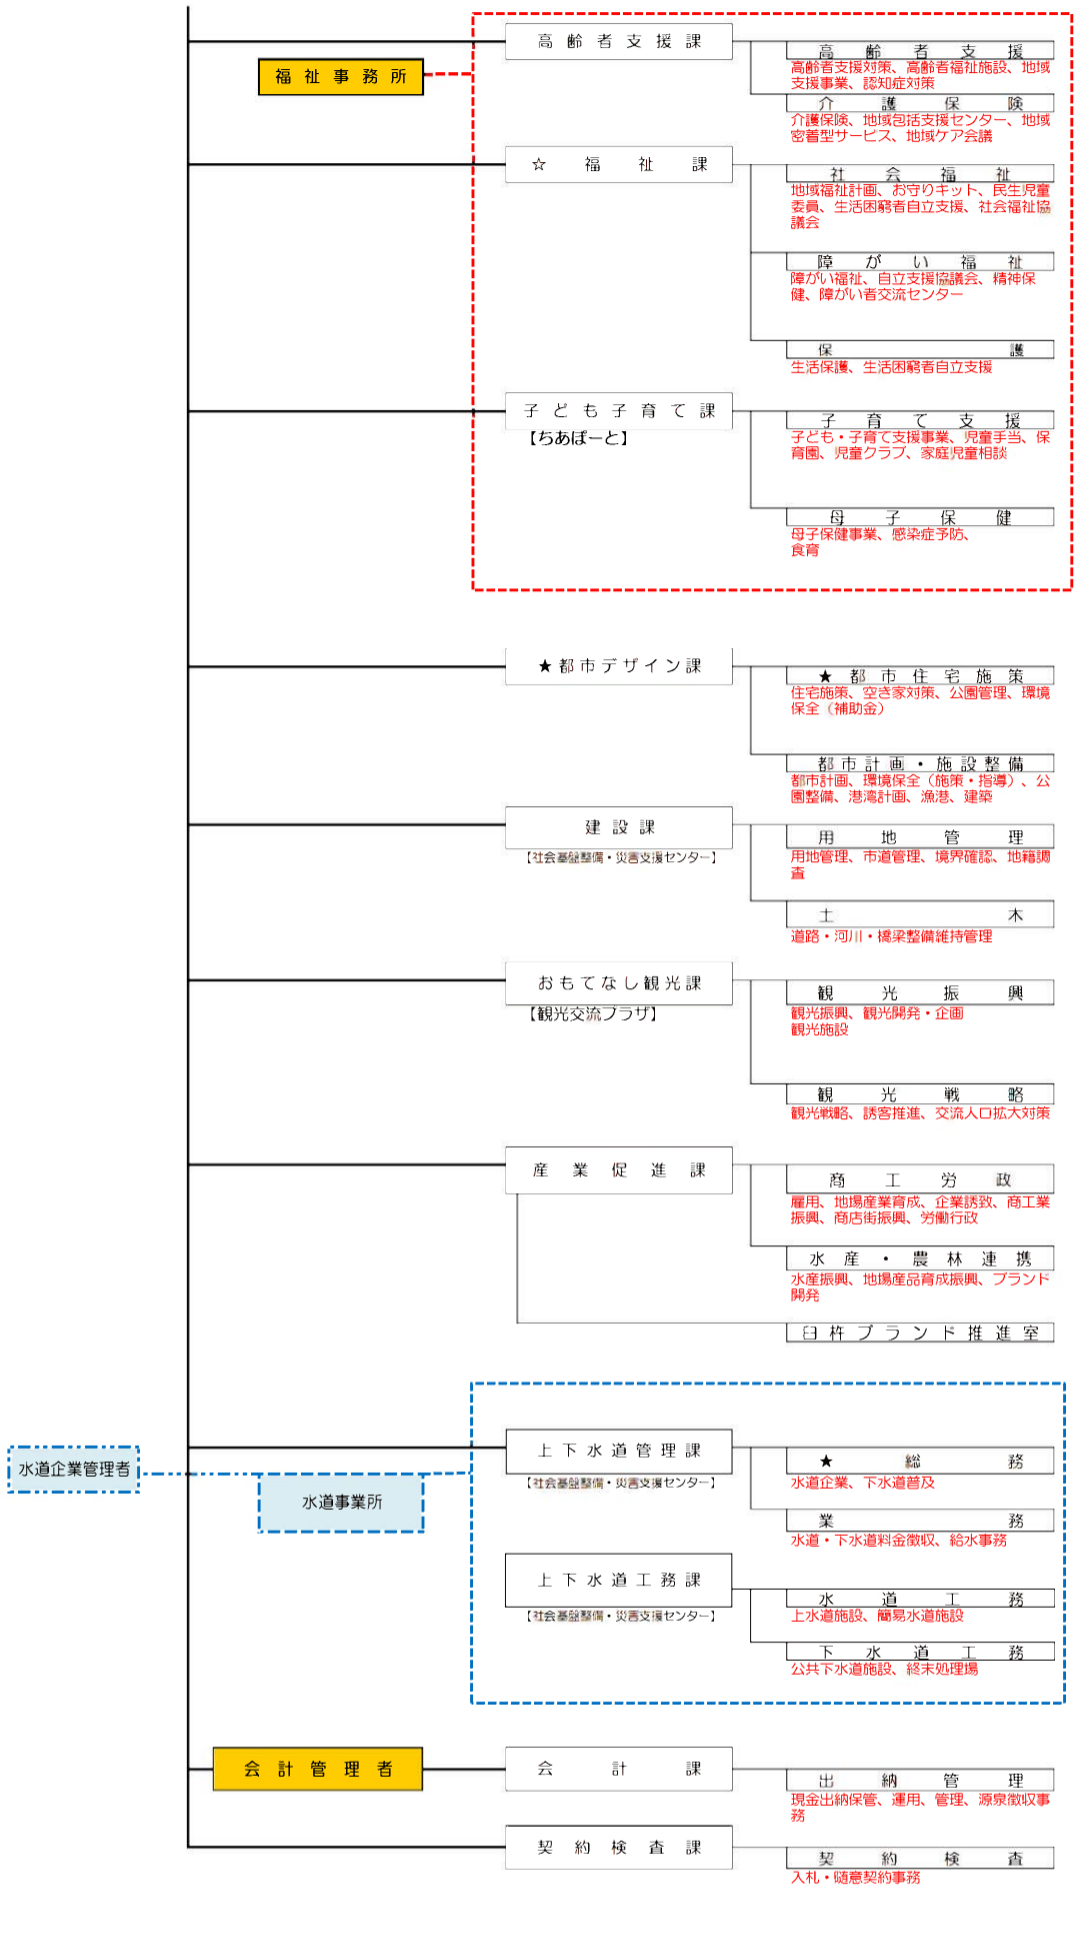 高齢者支援課
高齢者支援
福祉事務所
高齢者支援対策、高齢者福祉施設、地域
支援事業、認知症対策
介護保険
介護保険、地域包括支援センター、地域
密着型サービス、地域ケア会議
☆福祉課
社会福祉
地域福祉計画、お守りキット、民生児童
委員、生活困窮者自立支援、社会福祉協
議会
障がい福祉
障がい福祉、自立支援協議会、精神保
健、障がい者交流センター
保護
生活保護、生活困窮者自立支援
子ども子育て課
【ちあぽーと】
子育て支援
子ども・子育て支援事業、児童手当、保
育園、児童クラブ、家庭児童相談
母子保健
母子保健事業、感染症予防、
食育
★都市デザイン課
★都市住宅施策
住宅施策、空き家対策、公園管理、環境
保全（補助金）
都市計画・施設整備
都市計画、環境保全（施策・指導）、公
園整備、港湾計画、漁港、建築
建設課
【社会基盤整備・災害支援センター】
用地管理
用地管理、市道管理、境界確認、地籍調
査
土木
道路・河川・橋梁整備維持管理
おもてなし観光課
【観光交流プラザ】
観光振興
観光振興、観光開発・企画
観光施設
観光戦略
観光戦略、誘客推進、交流人口拡大対策
産業促進課
商工労政
雇用、地場産業育成、企業誘致、商工業
振興、商店街振興、労働行政
水産・農林連携
水産振興、地場産品育成振興、ブランド
開発
臼杵ブランド推進室
水道企業管理者
水道事業所
上下水道管理課
【社会基盤整備・災害支援センター】
★総務
水道企業、下水道普及
業務
水道・下水道料金徴収、給水事務
上下水道工務課
【社会基盤整備・災害支援センター】
水道工務
上水道施設、簡易水道施設
下水道工務
公共下水道施設、終末処理場
会計管理者
会計課
出納管理
現金出納保管、運用、管理、源泉徴収事
務
契約検査課
契約検査
入札・随意契約事務